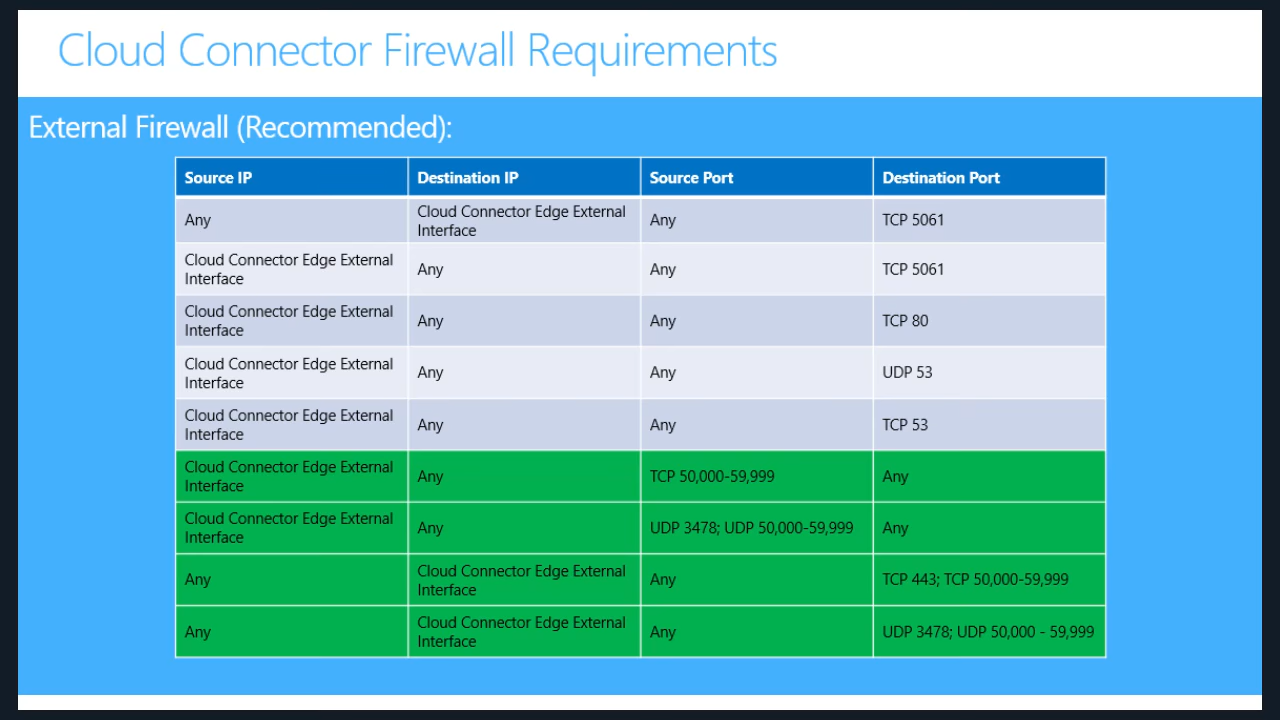 Cloud Connector Firewall Requirements
External Firewall (Recommended):
Source IP Destination IP Source Port Destination Port
Any Cloud Connector Edge External Interface Any TCP 5061
Cloud Connector Edge External Interface Any Any TCP 5061
Cloud Connector Edge External Interface Any Any TCP 80
Cloud Connector Edge External Interface Any Any UDP 53
Cloud Connector Edge External Interface Any Any TCP 53
Cloud Connector Edge External Interface Any TCP 50,000-59,999 Any
Cloud Connector Edge External Interface Any UDP 3478; UDP 50,000-59,999 Any
Any Cloud Connector Edge External Interface Any TCP 443; TCP 50,000-59,999
Any Cloud Connector Edge External Interface Any UDP 3478; UDP 50,000 - 59,999